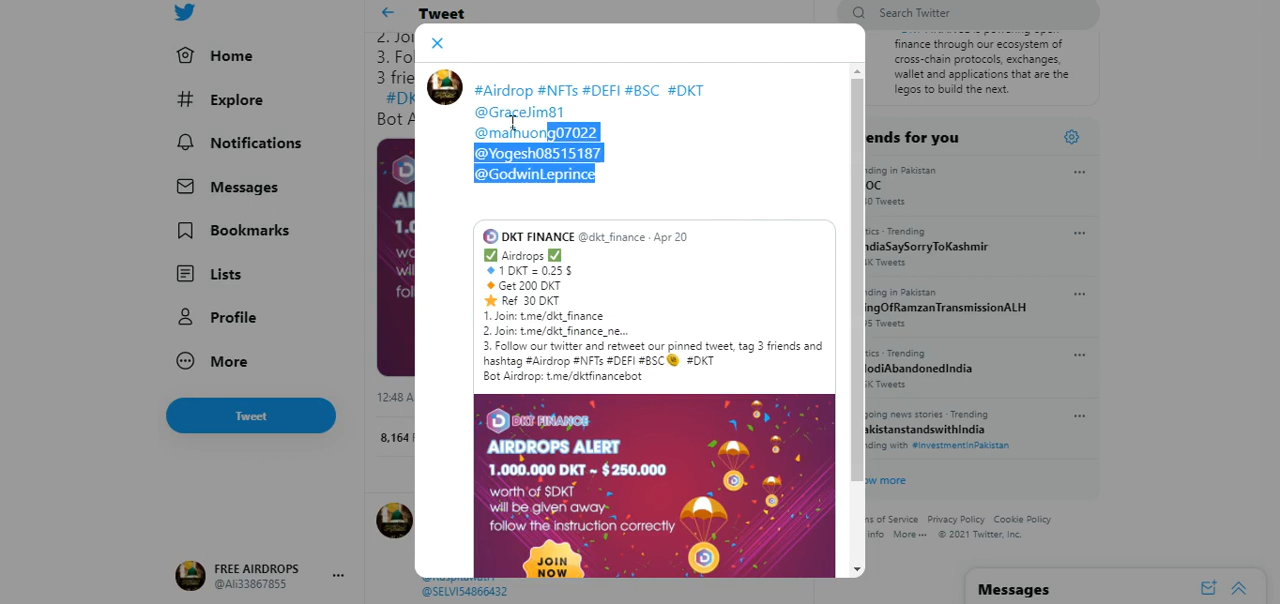 Tweet
Search Twitter
Home
Explore
Notifications
Messages
Bookmarks
Lists
Profile
More
Tweet
FREE AIRDROPS
@Ali33867855
3. Fo
3 frie
#DK
Bot A
12:48 A
8,164
@SELVI54866432
#Airdrop #NFTs #DEFI #BSC #DKT
@GraceJim81
@maihuong07022
@Yogesh08515187
@GodwinLeprince
DKT FINANCE @dkt_finance · Apr 20
✅ Airdrops ✅
🔹 1 DKT = 0.25 $
🔸 Get 200 DKT
⭐ Ref 30 DKT
1. Join: t.me/dkt_finance
2. Join: t.me/dkt_finance_ne...
3. Follow our twitter and retweet our pinned tweet, tag 3 friends and
hashtag #Airdrop #NFTs #DEFI #BSC #DKT
Bot Airdrop: t.me/dktfinancebot
DKT FINANCE
AIRDROPS ALERT
1.000.000 DKT ~ $250.000
worth of $DKT
will be given away
follow the instruction correctly
JOIN
NOW
finance through our ecosystem of
cross-chain protocols, exchanges,
wallet and applications that are the
legos to build the next.
ends for you
nding in Pakistan
OC
0 Tweets
tics · Trending
ndiaSaySorryToKashmir
K Tweets
nding in Pakistan
ingOfRamzanTransmissionALH
95 Tweets
tics · Trending
lodiAbandonedIndia
K Tweets
going news stories · Trending
akistanstandswithIndia
nding with #InvestmentInPakistan
ow more
ns of Service Privacy Policy Cookie Policy
info More ··· © 2021 Twitter, Inc.
Messages